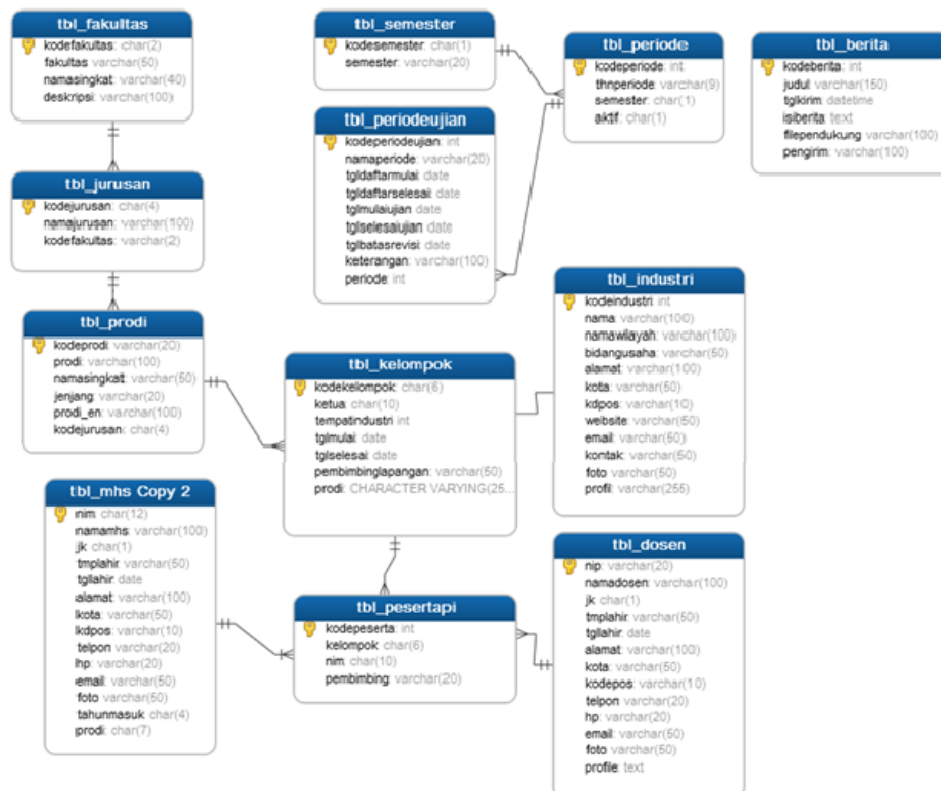 tbl_fakultas
kodefakultas: char(2)
fakultas varchar(50)
namasingkat: varchar(40)
deskripsi: varchar(100)
tbl_semester
kodesemester: char(1)
semester: varchar(20)
tbl_periode
kodeperiode: int
thnperiode: varchar(9)
semester: char(1)
aktif: char(1)
tbl_berita
kodeberita: int
judul: varchar(150)
tglkirim: datetime
isiberita: text
filependukung: varchar(100)
pengirim: varchar(100)
tbl_periodeujian
kodeperiodeujian: int
namaperiode: varchar(20)
tgldaftarmulai: date
tgldaftarselesai: date
tglmulaiujian date
tglselesaiujian date
tglbatasrevisi: date
keterangan: varchar(100)
periode: int
tbl_jurusan
kodejurusan: char(4)
namajurusan: varchar(100)
kodefakultas: varchar(2)
tbl_prodi
kodeprodi: varchar(20)
prodi: varchar(100)
namasingkatt: varchar(50)
jenjang: varchar(20)
prodi_en: varchar(100)
kodejurusan: char(4)
tbl_kelompok
kodekelompok: char(6)
ketua: char(10)
tempatindustri int
tglmulai: date
tglselesai: date
pembimbinglapangan: varchar(50)
prodi: CHARACTER VARYING(25...
tbl_industri
kodeindustri: int
nama: varchar(100)
namawilayah: varchar(100)
bidangusaha: varchar(50)
alamat: varchar(100)
kota: varchar(50)
kdpos: varchar(10)
website: varchar(50)
email: varchar(50)
kontak: varchar(50)
foto: varchar(50)
profil: varchar(255)
tbl_mhs Copy 2
nim: char(12)
namamhs: varchar(100)
jk: char(1)
tmplahir: varchar(50)
tgllahir: date
alamat: varchar(100)
kota: varchar(50)
kdpos: varchar(10)
telpon: varchar(20)
hp: varchar(20)
email: varchar(50)
foto: varchar(50)
tahunmasuk: char(4)
prodi: char(7)
tbl_pesertapi
kodepeserta: int
kelompok: char(6)
nim: char(10)
pembimbing: varchar(20)
tbl_dosen
nip: varchar(20)
namadosen: varchar(100)
jk: char(1)
tmplahir: varchar(50)
tgllahir: date
alamat: varchar(100)
kota: varchar(50)
kodepos: varchar(10)
telpon: varchar(20)
hp: varchar(20)
email: varchar(50)
foto: varchar(50)
profile: text